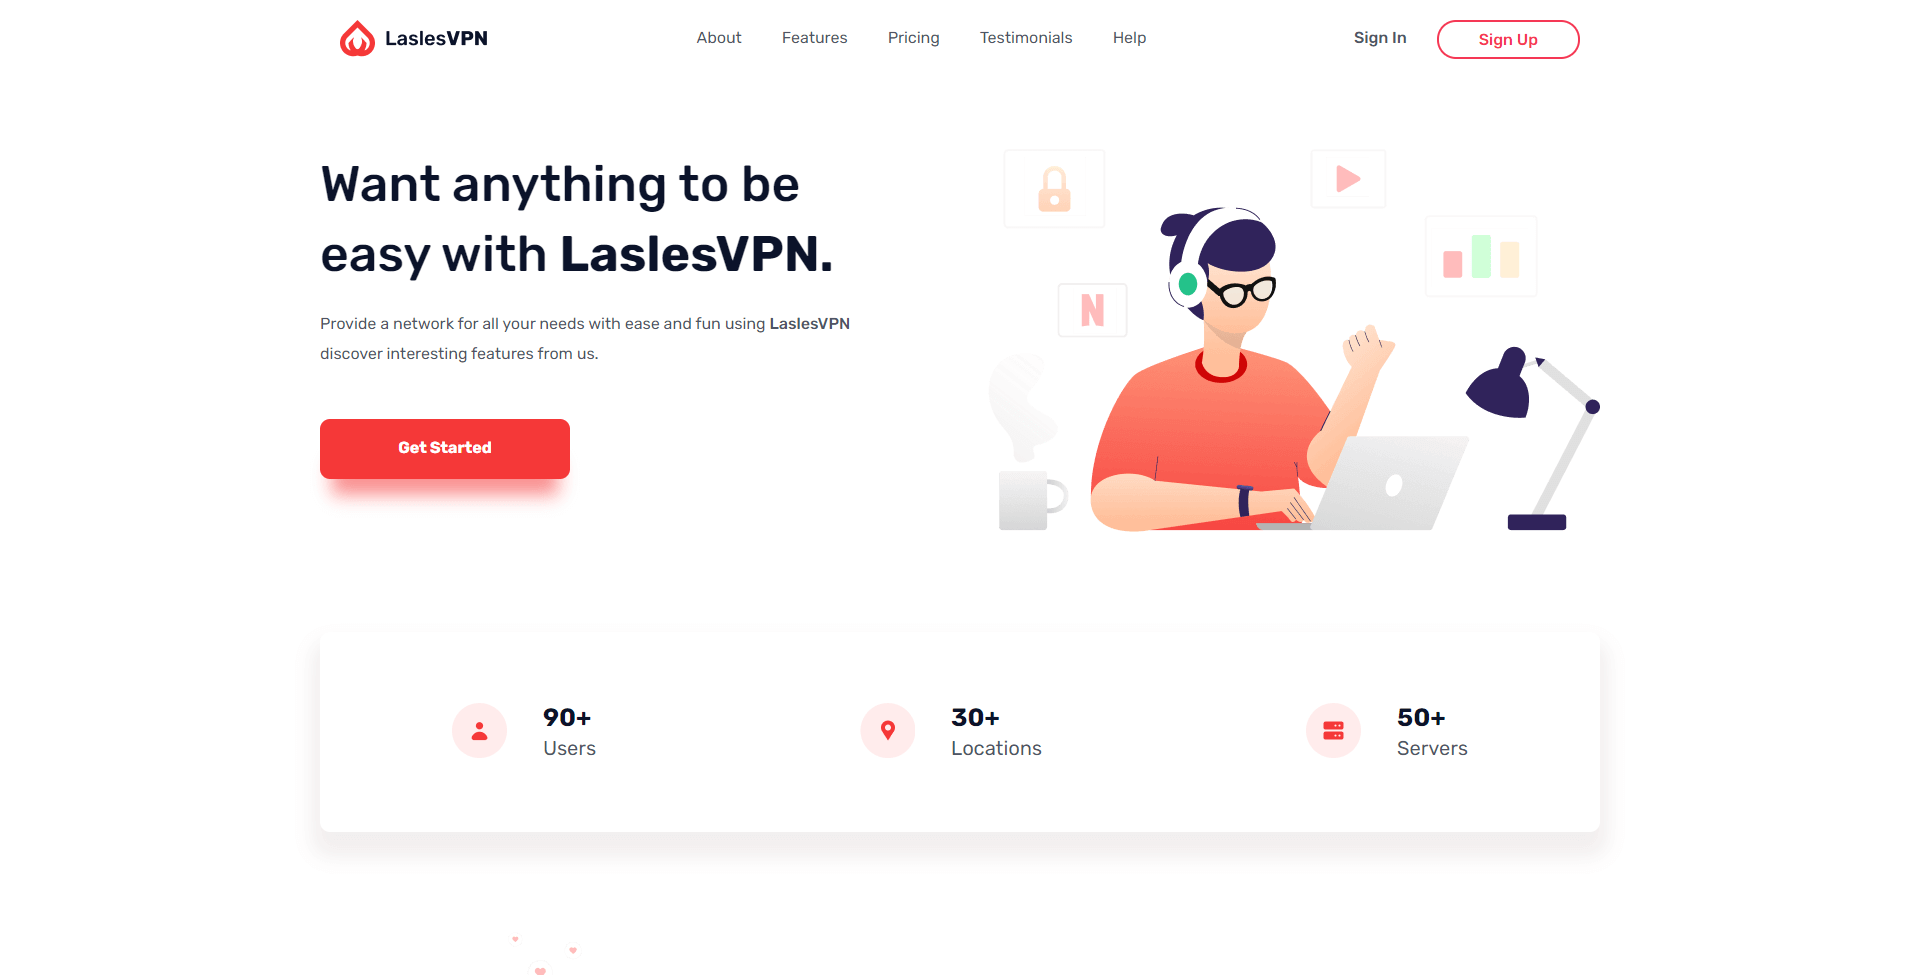 LaslesVPN
About
Features
Pricing
Testimonials
Help
Sign In
Sign Up
Want anything to be
easy with LaslesVPN.
Provide a network for all your needs with ease and fun using LaslesVPN
discover interesting features from us.
Get Started
N
90+
Users
30+
Locations
50+
Servers